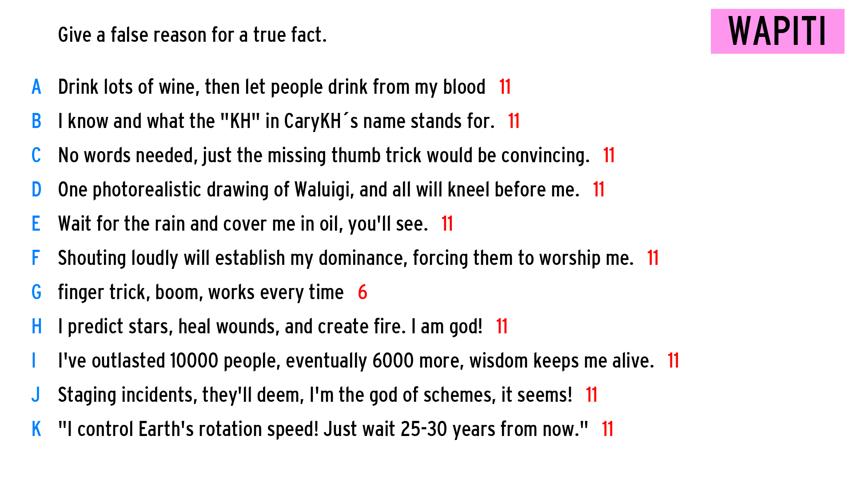 Give a false reason for a true fact.
WAPITI
A Drink lots of wine, then let people drink from my blood 11
B I know and what the "KH" in CaryKH´s name stands for. 11
C No words needed, just the missing thumb trick would be convincing. 11
D One photorealistic drawing of Waluigi, and all will kneel before me. 11
E Wait for the rain and cover me in oil, you'll see. 11
F Shouting loudly will establish my dominance, forcing them to worship me. 11
G finger trick, boom, works every time 6
H I predict stars, heal wounds, and create fire. I am god! 11
I I've outlasted 10000 people, eventually 6000 more, wisdom keeps me alive. 11
J Staging incidents, they'll deem, I'm the god of schemes, it seems! 11
K "I control Earth's rotation speed! Just wait 25-30 years from now." 11